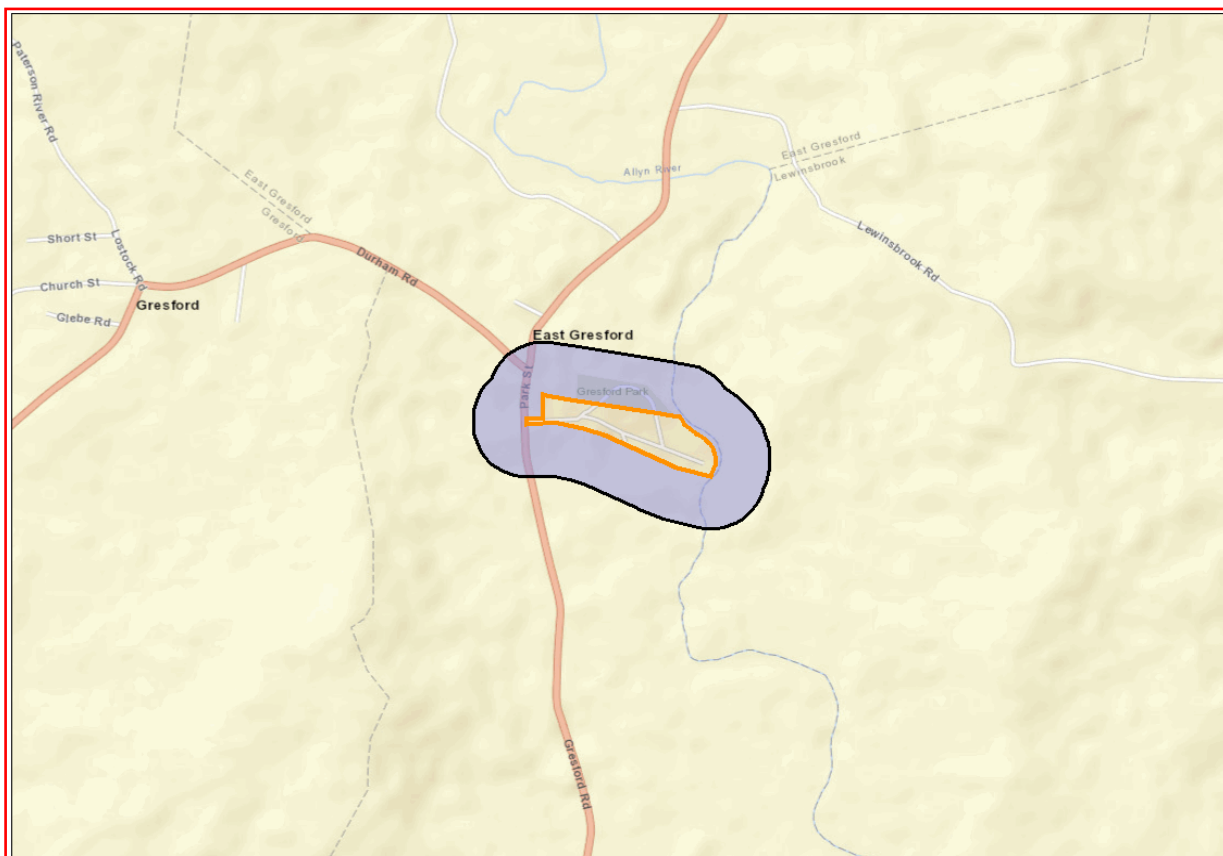 Paterson River Rd
Allyn River
East Gresford
Lewinsbrook
East Gresford
Gresford
Short St
Lostock Rd
Lewinsbrook Rd
Durham Rd
Church St
Gresford
Glebe Rd
East Gresford
Park St
Gresford Park
Gresford Rd